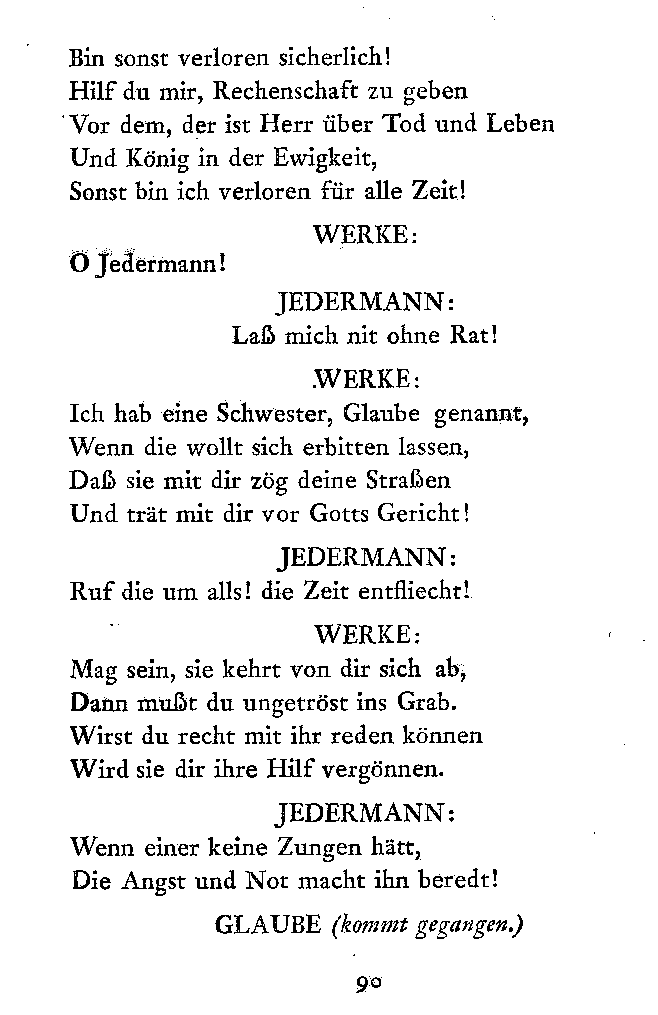 Bin sonst verloren sicherlich!
Hilf du mir, Rechenschaft zu geben
Vor dem, der ist Herr über Tod und Leben
Und König in der Ewigkeit,
Sonst bin ich verloren für alle Zeit!
WERKE:
O Jedermann!
JEDERMANN:
Laß mich nit ohne Rat!
WERKE:
Ich hab eine Schwester, Glaube genannt,
Wenn die wollt sich erbitten lassen,
Daß sie mit dir zög deine Straßen
Und trät mit dir vor Gotts Gericht!
JEDERMANN:
Ruf die um alls! die Zeit entfliecht!
WERKE:
Mag sein, sie kehrt von dir sich ab,
Dann mußt du ungetröst ins Grab.
Wirst du recht mit ihr reden können
Wird sie dir ihre Hilf vergönnen.
JEDERMANN:
Wenn einer keine Zungen hätt,
Die Angst und Not macht ihn beredt!
GLAUBE (kommt gegangen.)
90